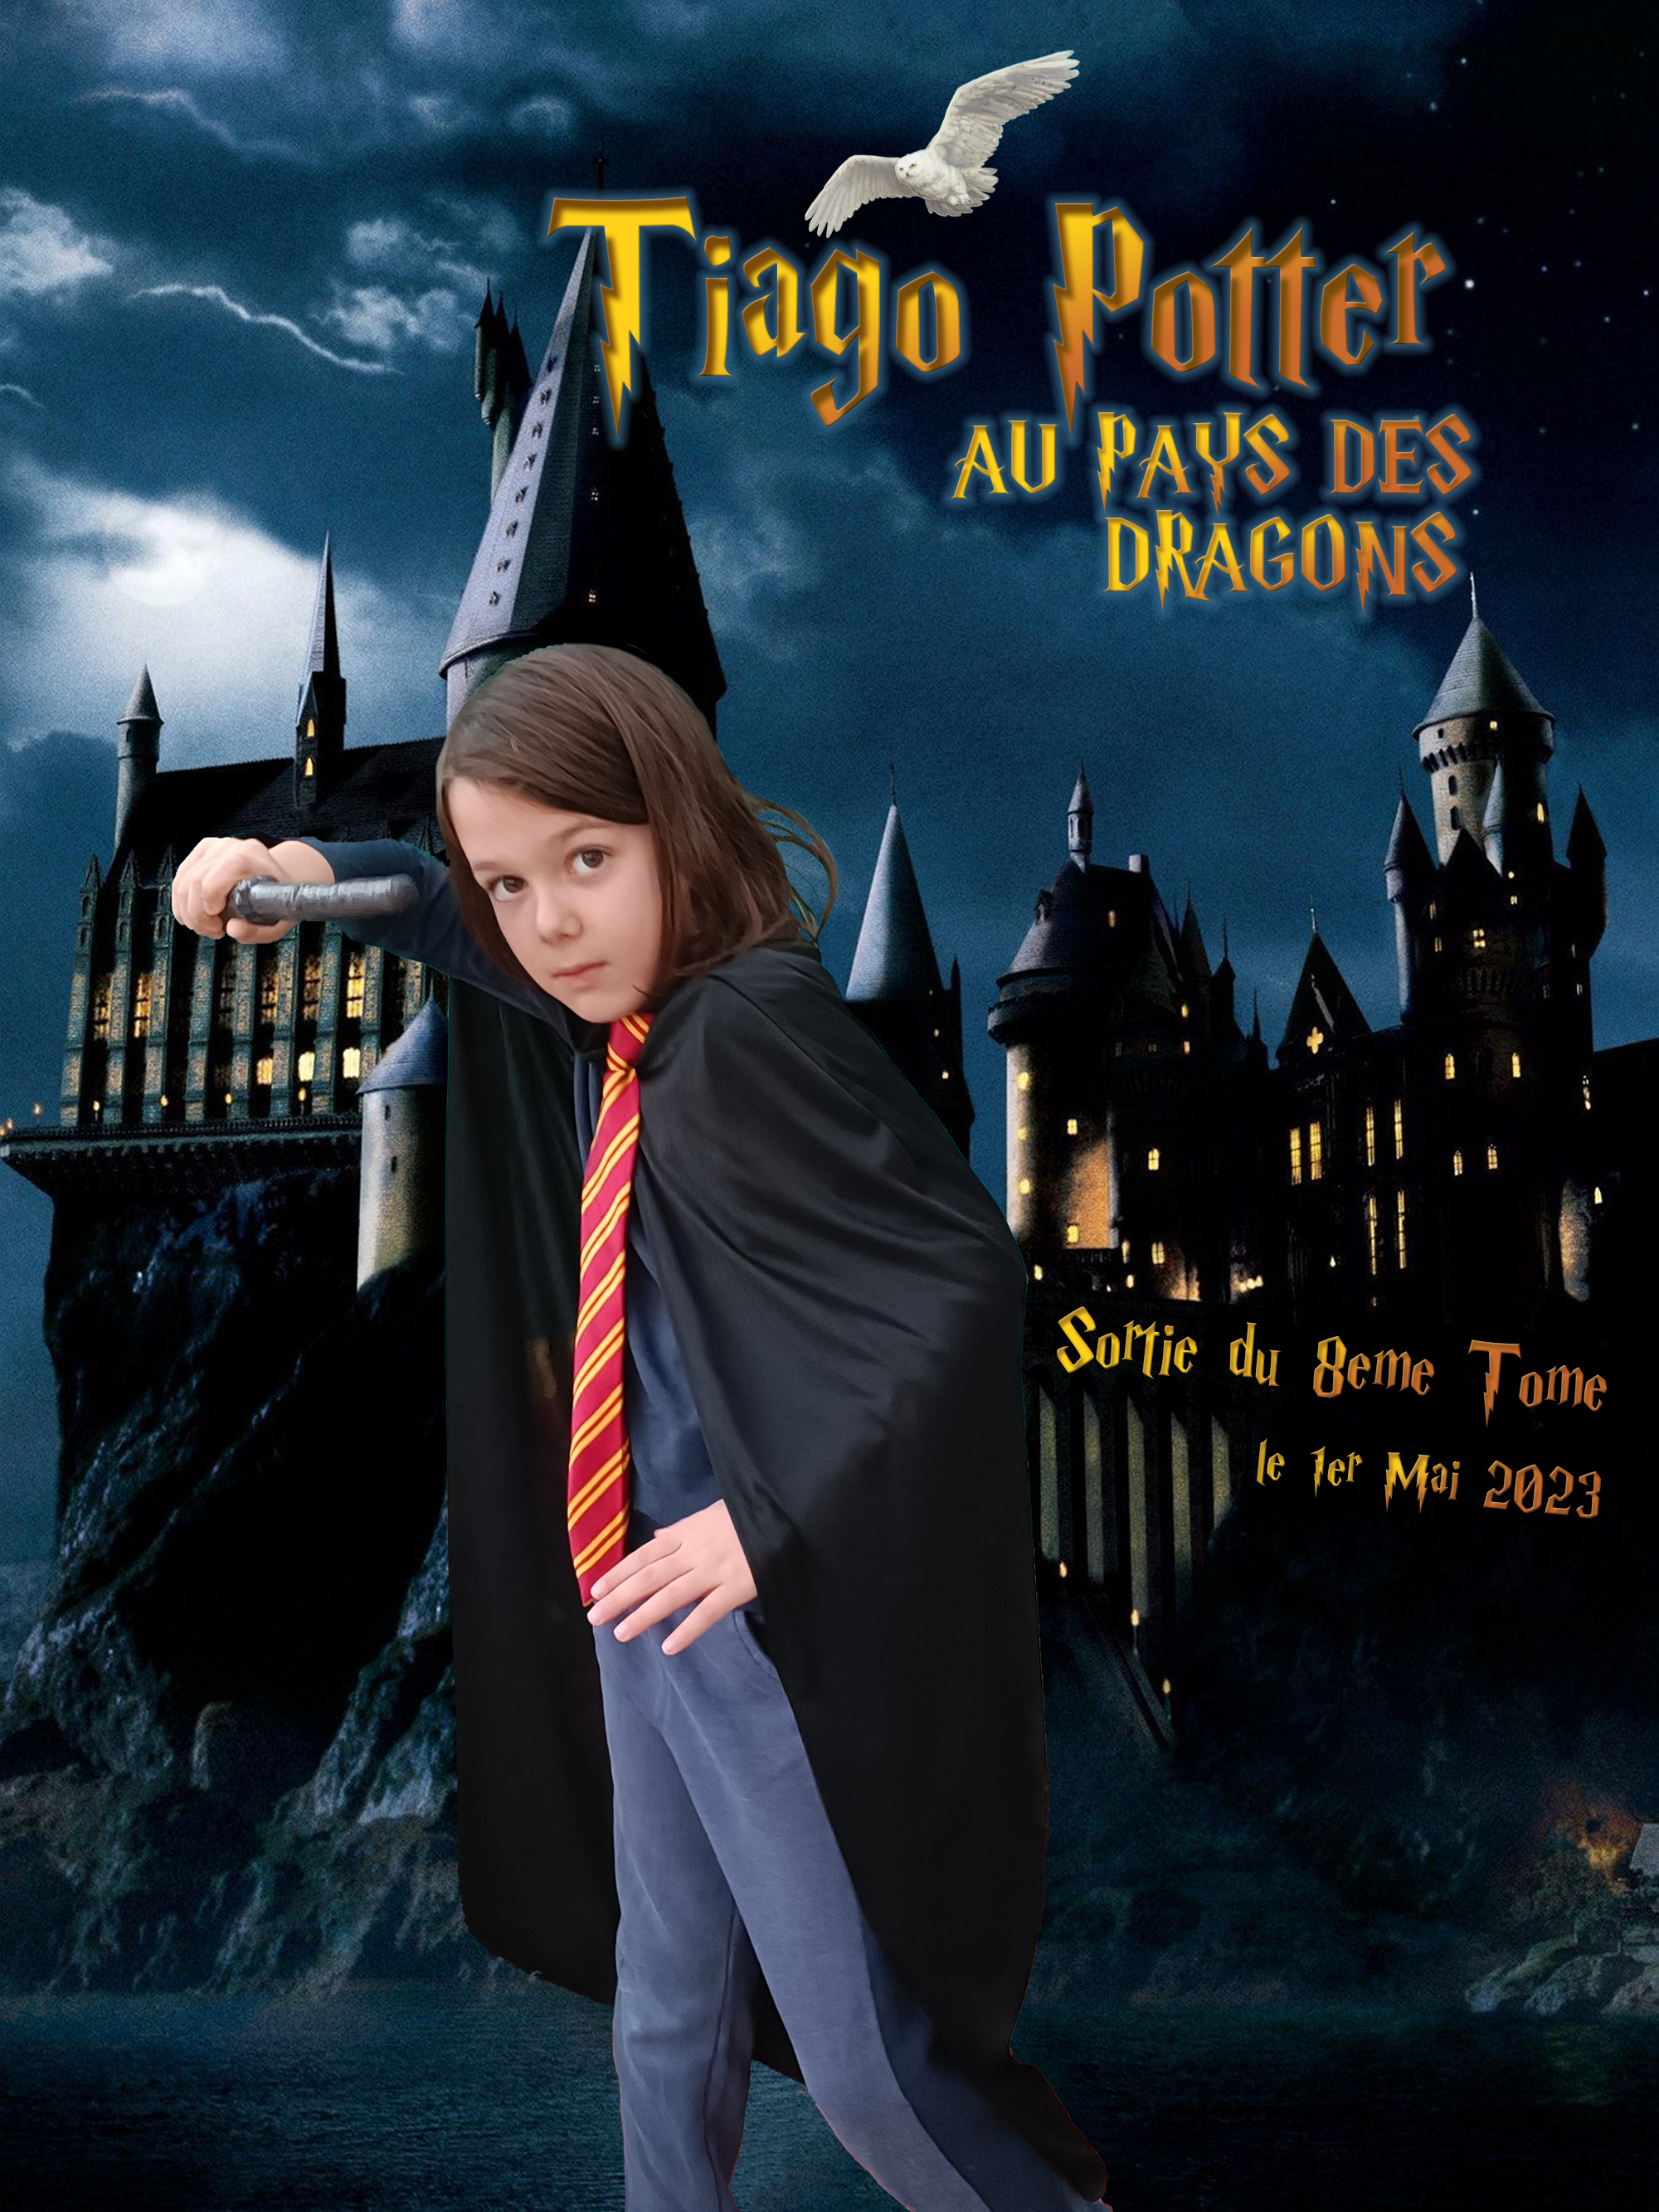 Tiago Potter
AU PAYS DES
DRAGONS
Sortie du 8eme Tome
le 1er Mai 2023